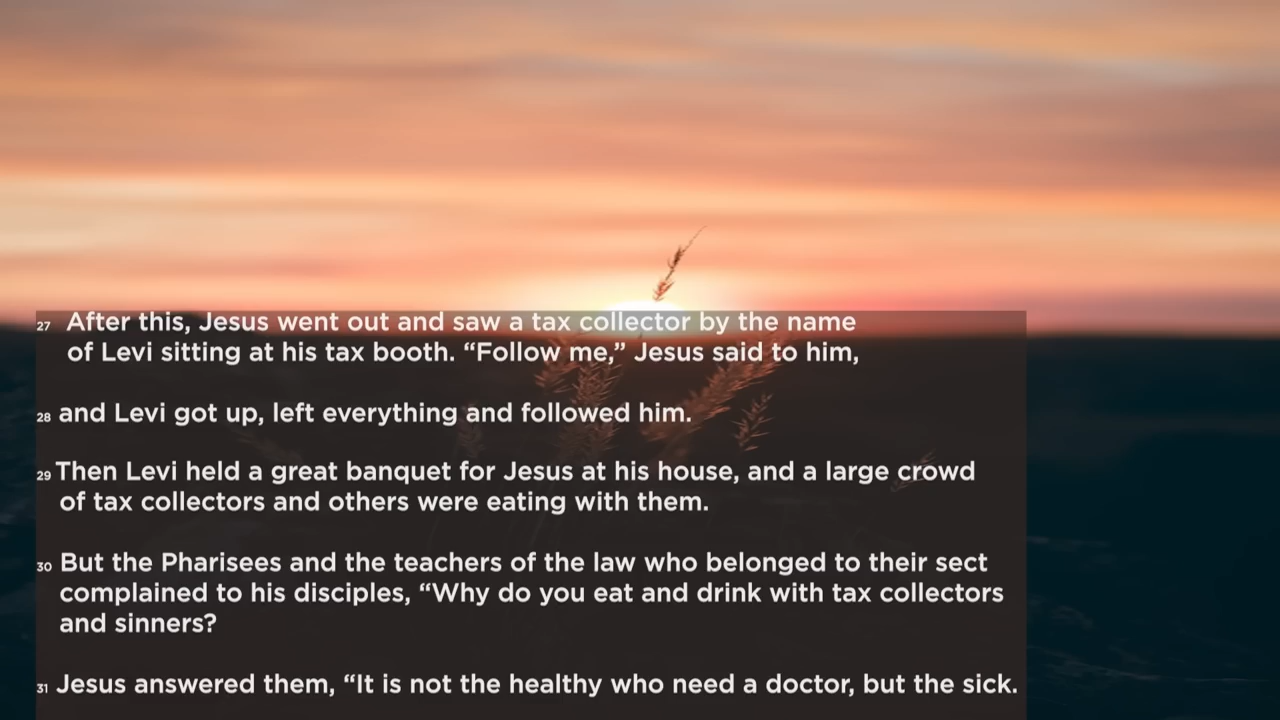 27 After this, Jesus went out and saw a tax collector by the name
of Levi sitting at his tax booth. “Follow me,” Jesus said to him,
28 and Levi got up, left everything and followed him.
29 Then Levi held a great banquet for Jesus at his house, and a large crowd
of tax collectors and others were eating with them.
30 But the Pharisees and the teachers of the law who belonged to their sect
complained to his disciples, “Why do you eat and drink with tax collectors
and sinners?
31 Jesus answered them, “It is not the healthy who need a doctor, but the sick.